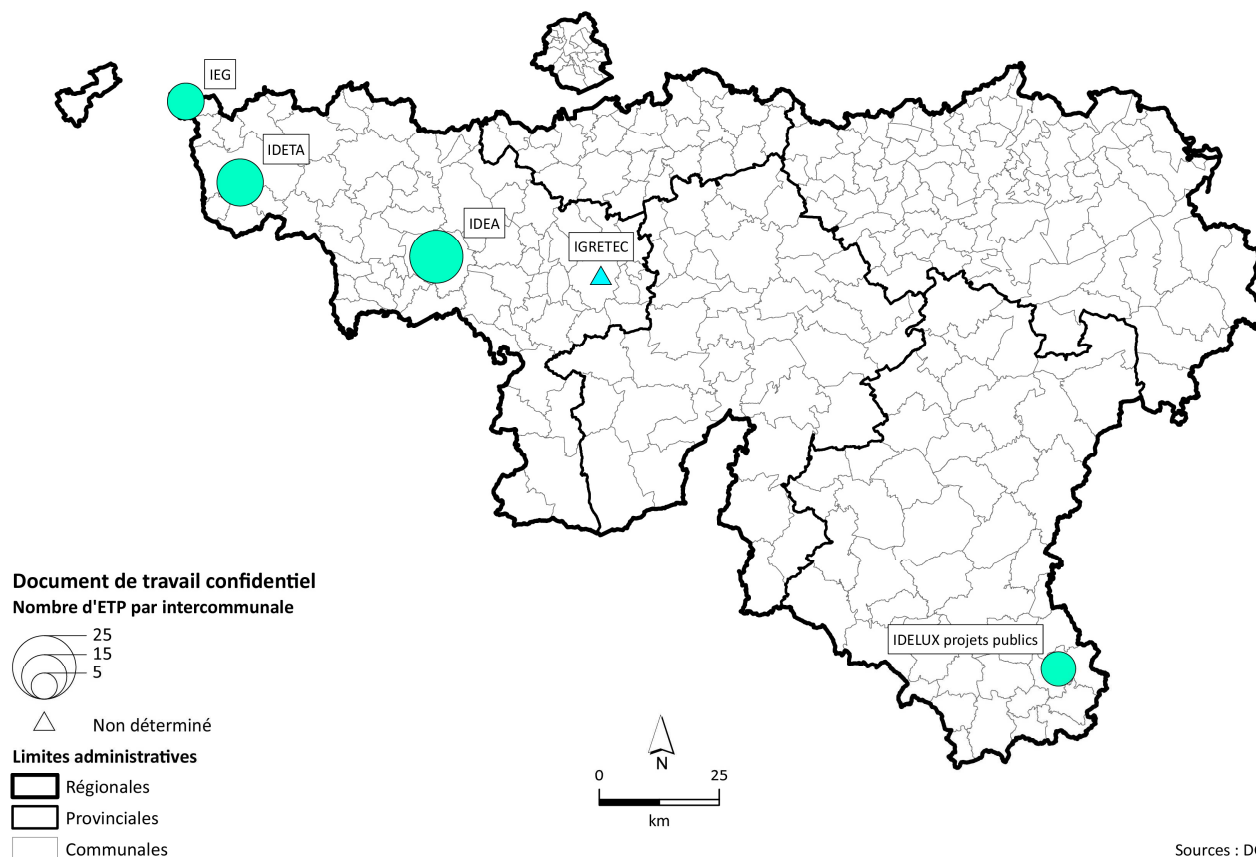 IEG
IDETA
IDEA
IGRETEC
Document de travail confidentiel
Nombre d'ETP par intercommunale
25
15
5
Non déterminé
Limites administratives
Régionales
Provinciales
Communales
IDELUX projets publics
N
0 25
km
Sources :